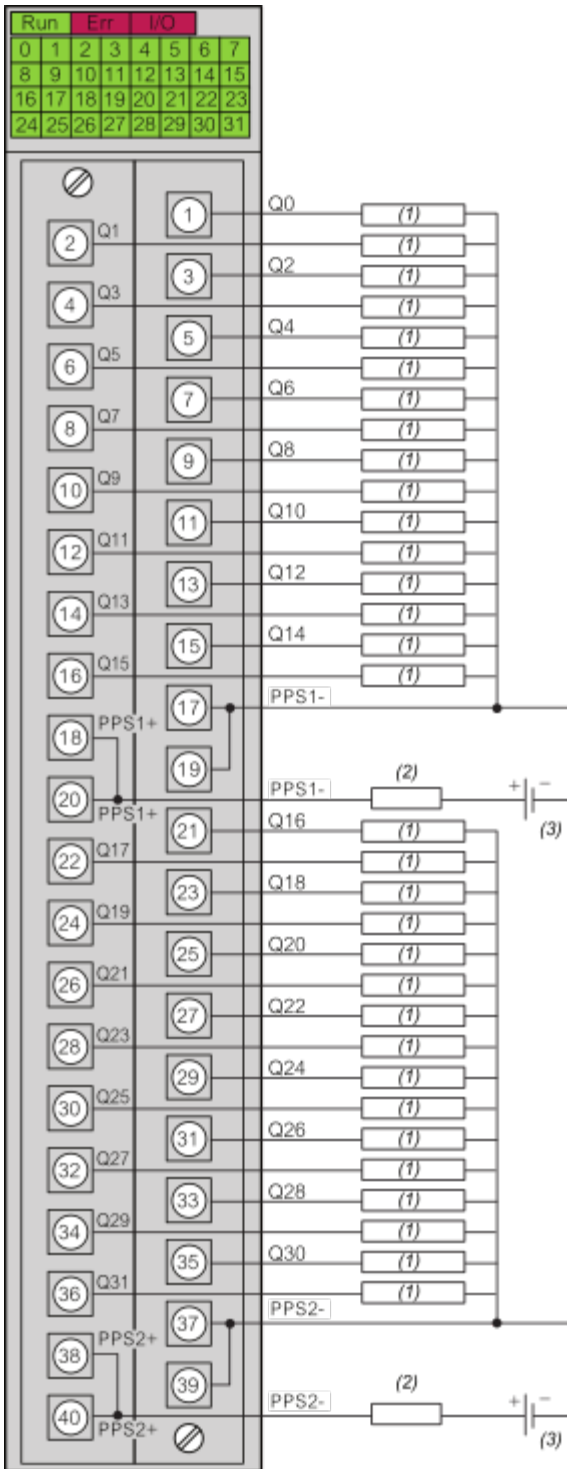 Run Err I/O
0 1 2 3 4 5 6 7
8 9 10 11 12 13 14 15
16 17 18 19 20 21 22 23
24 25 26 27 28 29 30 31
1 Q0 (1)
2 Q1 (1)
3 Q2 (1)
4 Q3 (1)
5 Q4 (1)
6 Q5 (1)
7 Q6 (1)
8 Q7 (1)
9 Q8 (1)
10 Q9 (1)
11 Q10 (1)
12 Q11 (1)
13 Q12 (1)
14 Q13 (1)
15 Q14 (1)
16 Q15 (1)
17 PPS1-
18 PPS1+
19
20 PPS1+ PPS1- (2) + − (3)
21 Q16 (1)
22 Q17 (1)
23 Q18 (1)
24 Q19 (1)
25 Q20 (1)
26 Q21 (1)
27 Q22 (1)
28 Q23 (1)
29 Q24 (1)
30 Q25 (1)
31 Q26 (1)
32 Q27 (1)
33 Q28 (1)
34 Q29 (1)
35 Q30 (1)
36 Q31 (1)
37 PPS2-
38 PPS2+
39
40 PPS2+ PPS2- (2) + − (3)